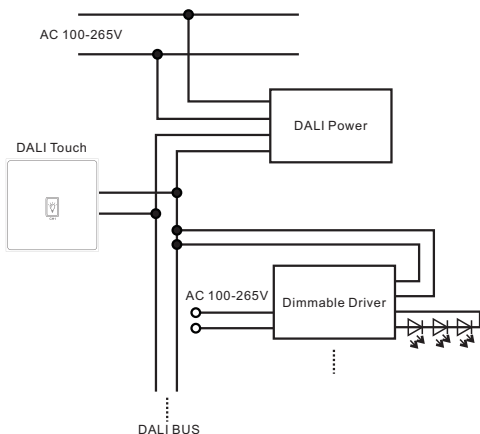 AC 100-265V
DALI Power
DALI Touch
AC 100-265V
Dimmable Driver
DALI BUS